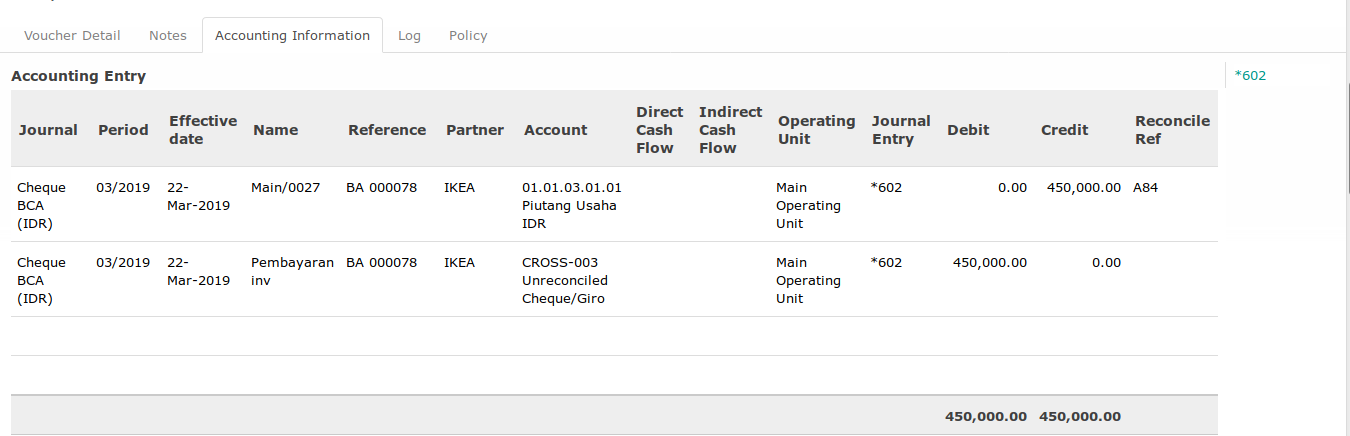 Voucher Detail Notes Accounting Information Log Policy
Accounting Entry *602
Journal Period Effective date Name Reference Partner Account Direct Cash Flow Indirect Cash Flow Operating Unit Journal Entry Debit Credit Reconcile Ref
Cheque 03/2019 22- Main/0027 BA 000078 IKEA 01.01.03.01.01 Main *602 0.00 450,000.00 A84
BCA Mar-2019 Piutang Usaha Operating
(IDR) IDR Unit
Cheque 03/2019 22- Pembayaran BA 000078 IKEA CROSS-003 Main *602 450,000.00 0.00
BCA Mar-2019 inv Unreconciled Operating
(IDR) Cheque/Giro Unit
450,000.00 450,000.00